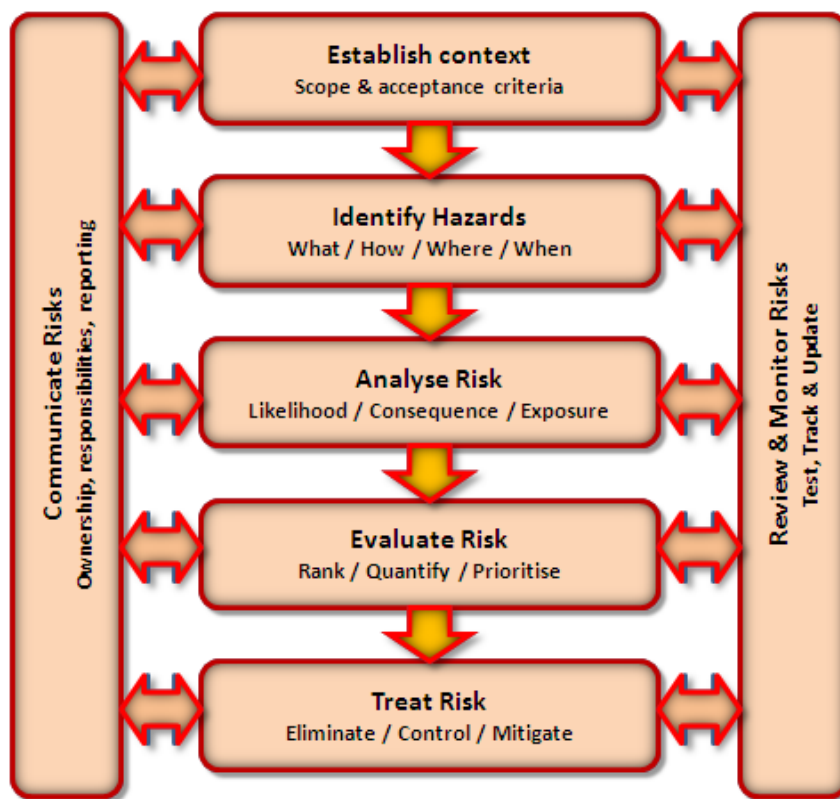 Communicate Risks
Ownership, responsibilities, reporting
Establish context
Scope & acceptance criteria
Identify Hazards
What / How / Where / When
Analyse Risk
Likelihood / Consequence / Exposure
Evaluate Risk
Rank / Quantify / Prioritise
Treat Risk
Eliminate / Control / Mitigate
Review & Monitor Risks
Test, Track & Update